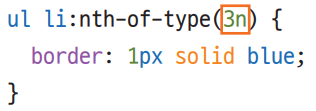 ul li:nth-of-type(3n) {
  border: 1px solid blue;
}